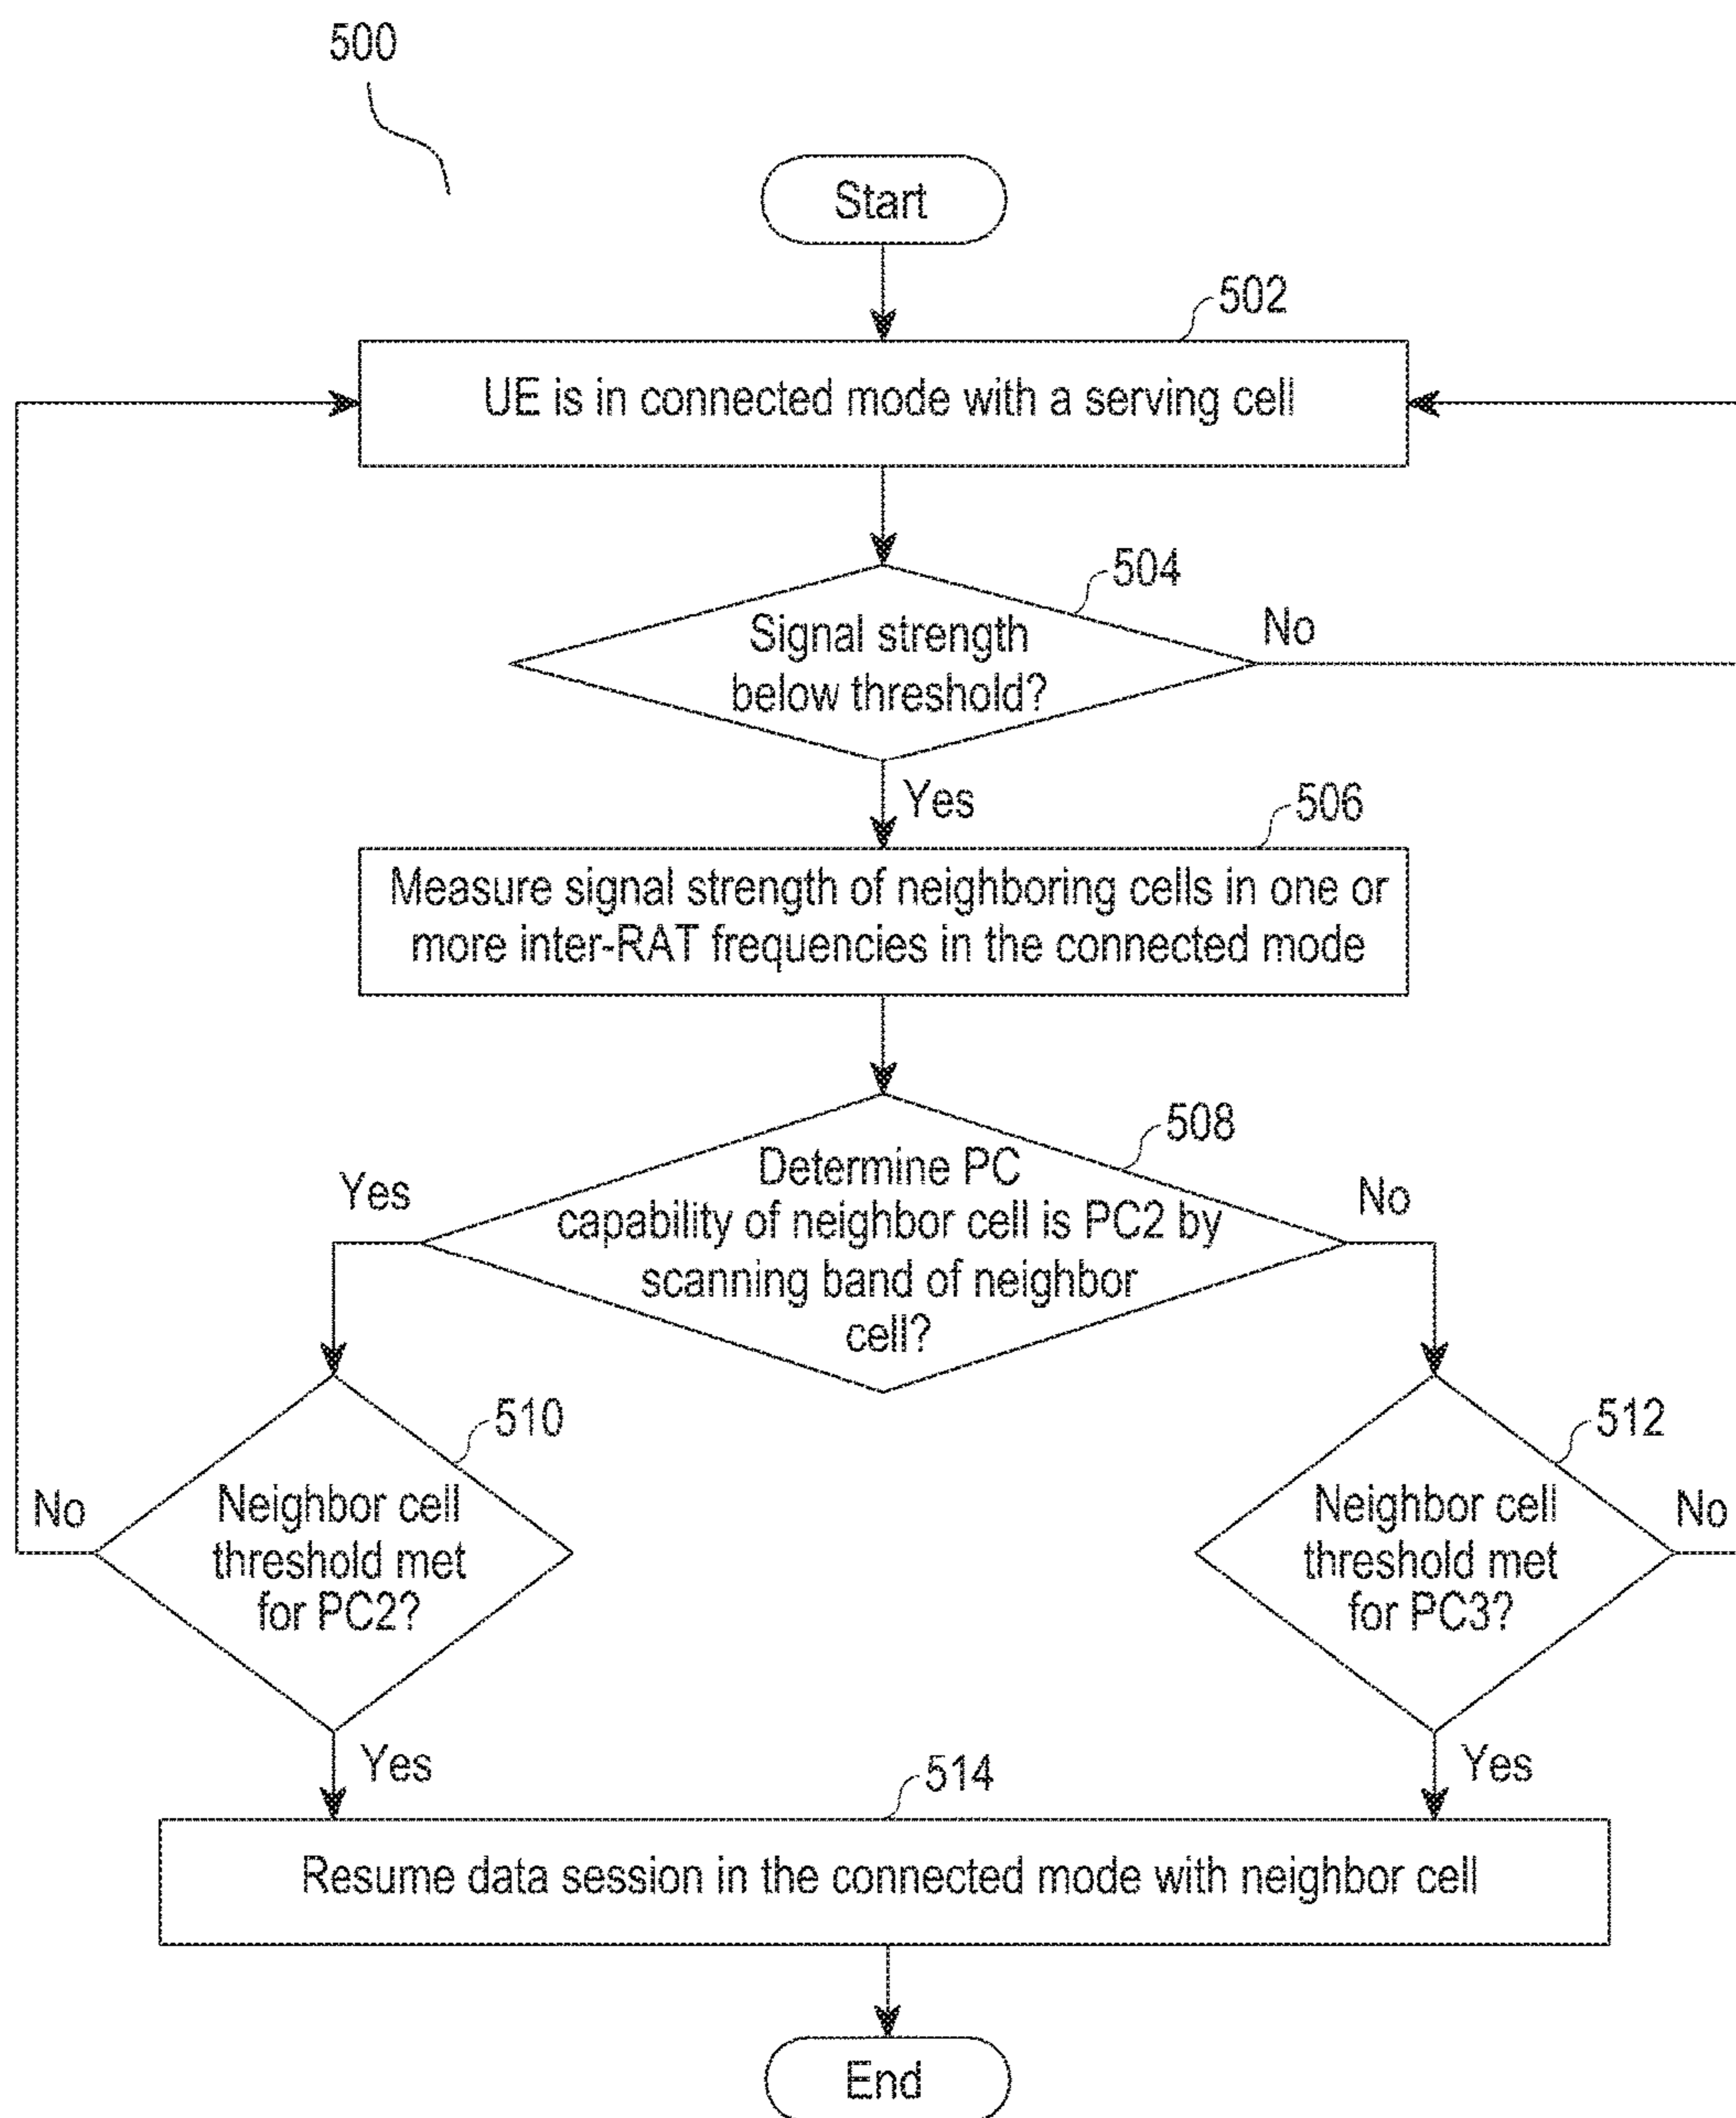 500
Start
502
UE is in connected mode with a serving cell
504
Signal strength
below threshold?
No
Yes
506
Measure signal strength of neighboring cells in one or
more inter-RAT frequencies in the connected mode
508
Yes
Determine PC
capability of neighbor cell is PC2 by
scanning band of neighbor
cell?
No
510
512
No
Neighbor cell
threshold met
for PC2?
Neighbor cell
threshold met
for PC3?
No
Yes
Yes
514
Resume data session in the connected mode with neighbor cell
End